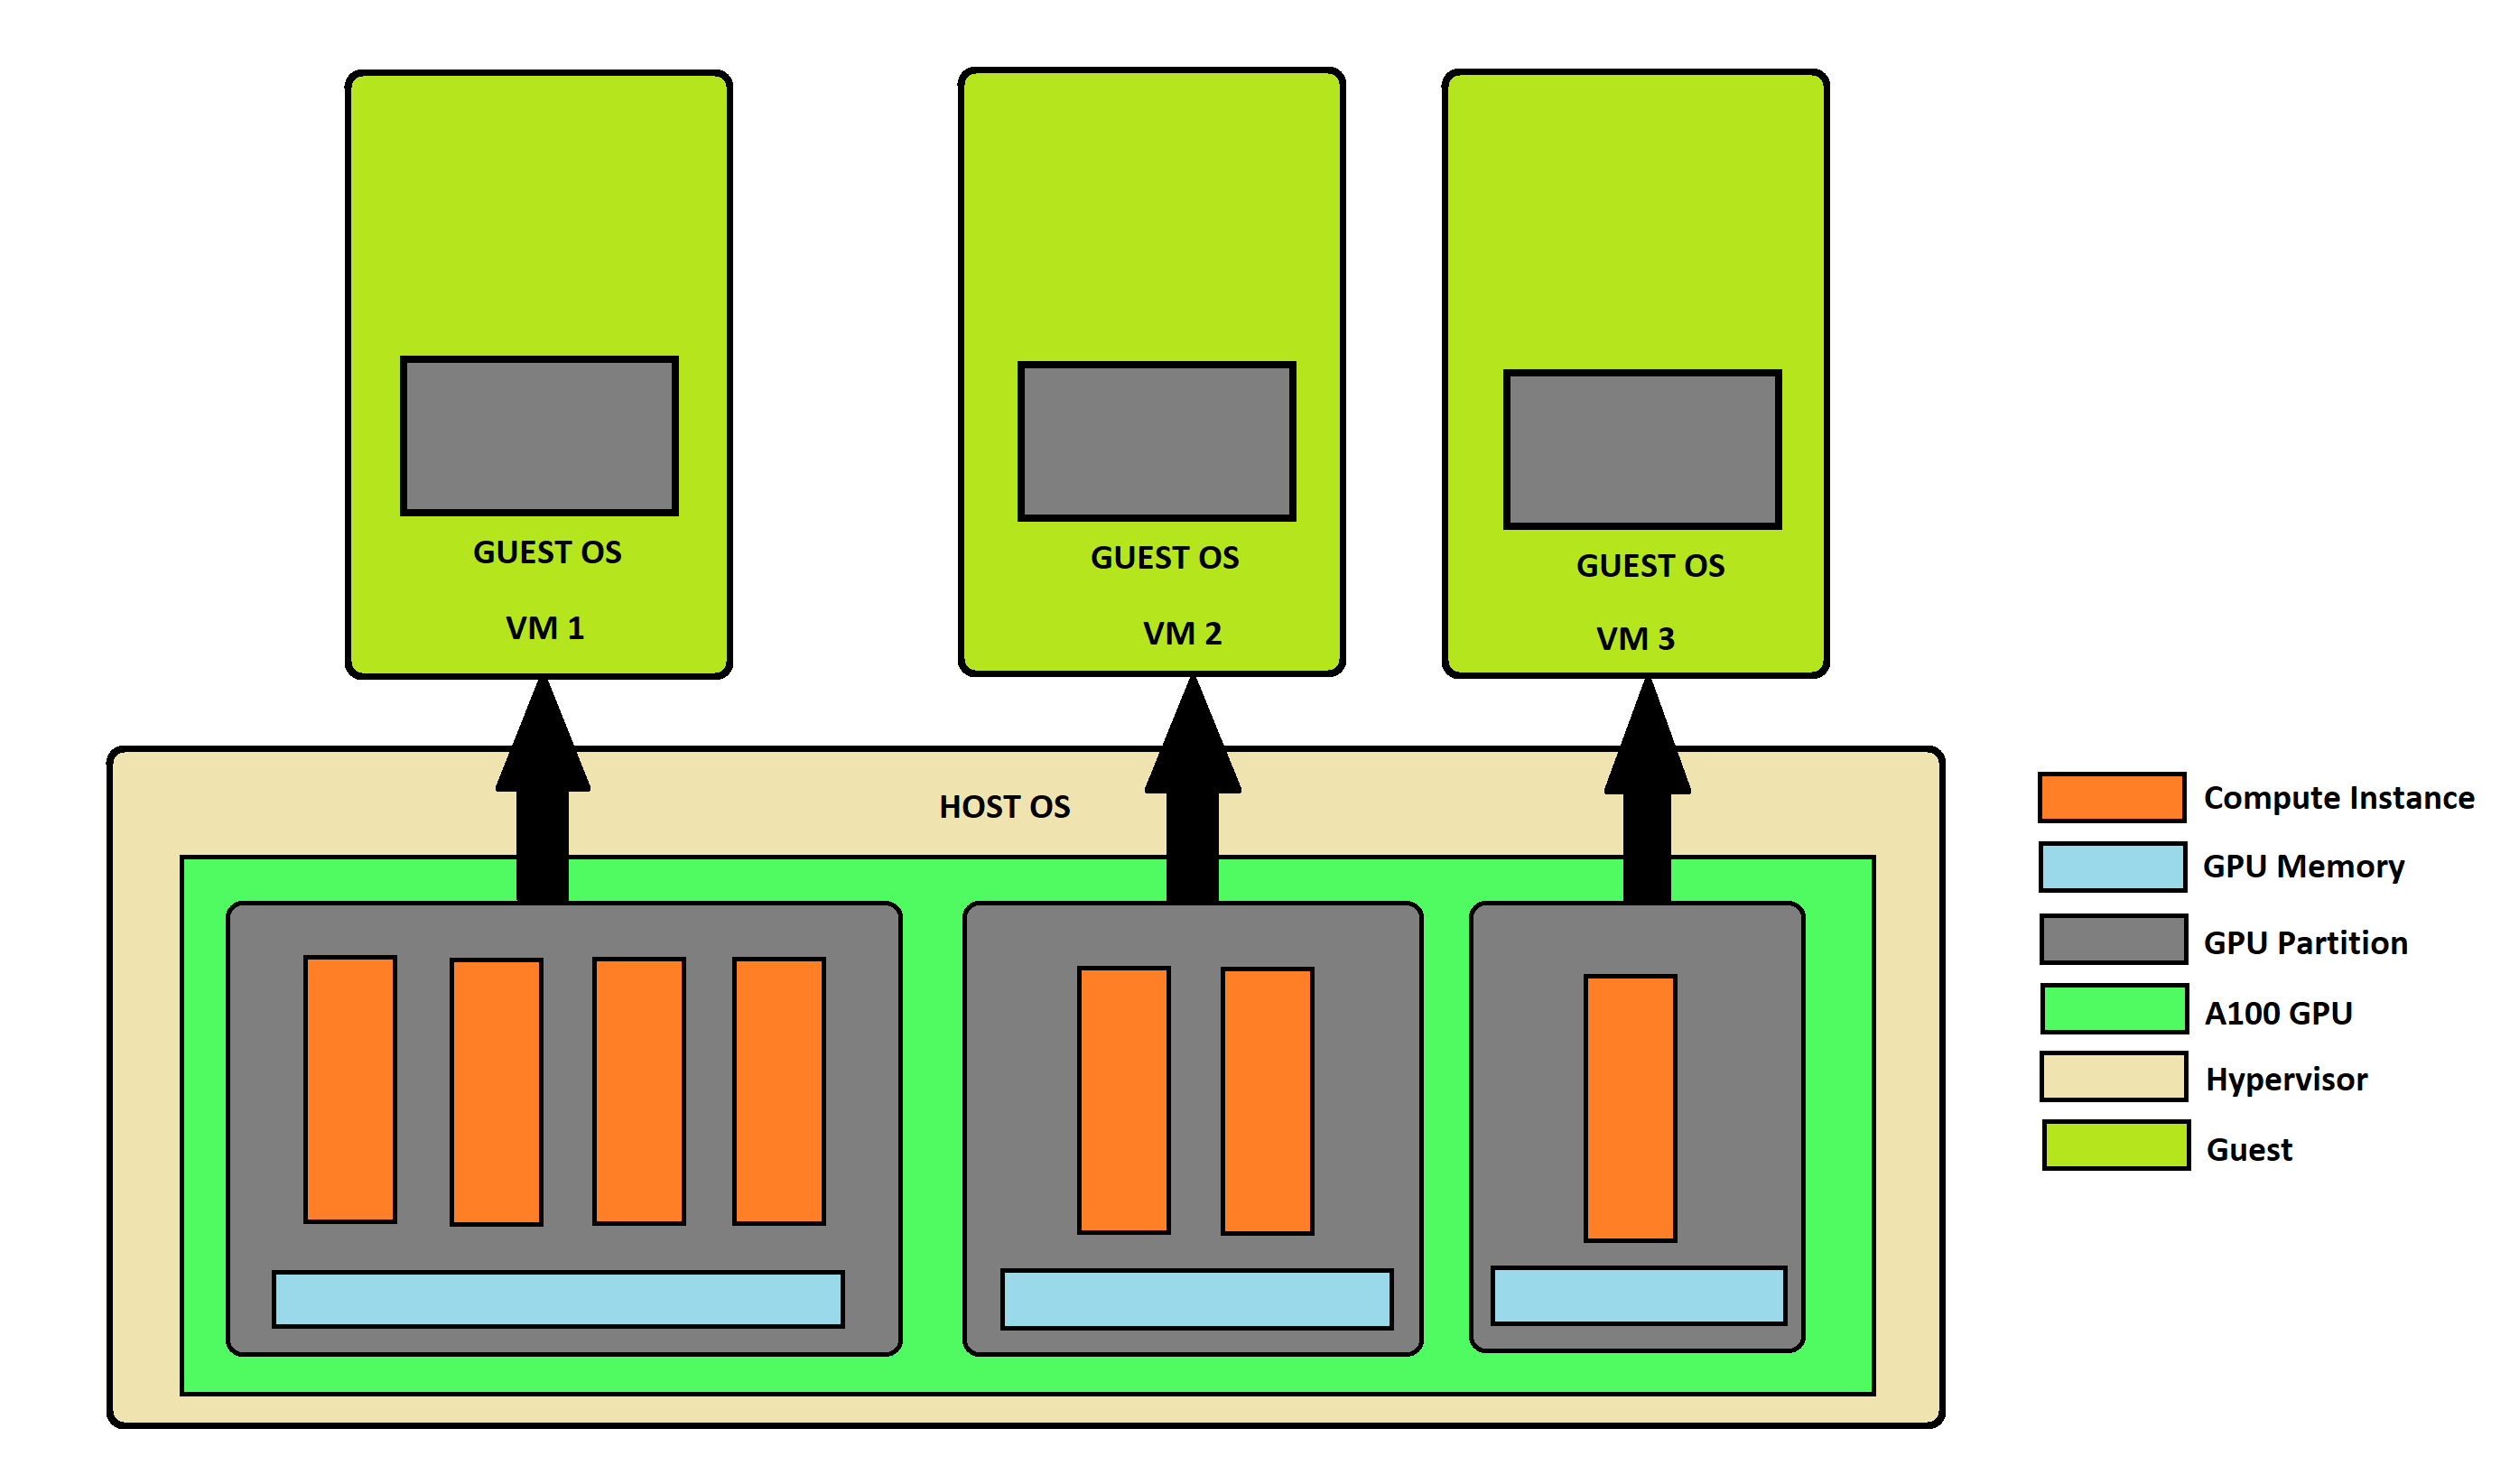 GUEST OS
VM 1
GUEST OS
VM 2
GUEST OS
VM 3
HOST OS
Compute Instance
GPU Memory
GPU Partition
A100 GPU
Hypervisor
Guest